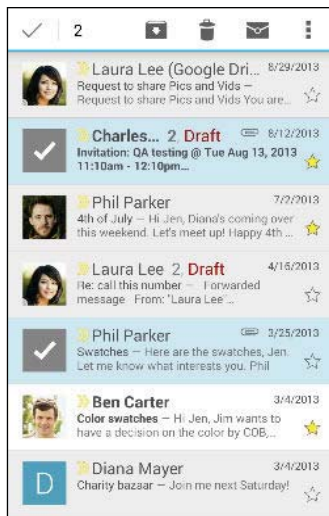 2
Laura Lee (Google Dri... 8/29/2013
Request to share Pics and Vids –
Request to share Pics and Vids You are...
Charles... 2, Draft 8/12/2013
Invitation: QA testing @ Tue Aug 13, 2013
11:10am - 12:10pm...
Phil Parker 7/2/2013
4th of July – Hi Jen, Diana's coming over
this weekend. Let's meet up! Happy 4th ...
Laura Lee 2, Draft 4/16/2013
Re: call this number – Forwarded
message From: "Laura Lee"...
Phil Parker 3/25/2013
Swatches – Here are the swatches, Jen.
Let me know what interests you. Phil
Ben Carter 3/4/2013
Color swatches – Hi Jen, Jim wants to
have a decision on the color by COB,...
D
Diana Mayer 3/4/2013
Charity bazaar – Join me next Saturday!